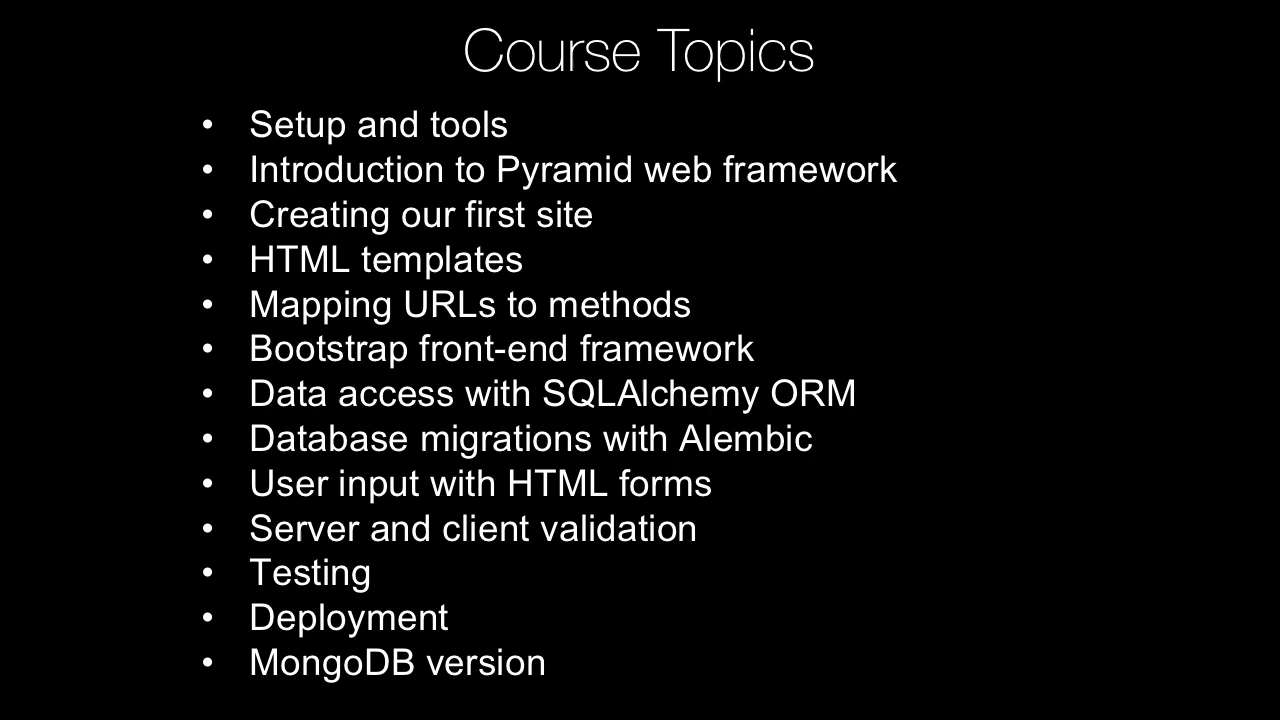 Course Topics
• Setup and tools
• Introduction to Pyramid web framework
• Creating our first site
• HTML templates
• Mapping URLs to methods
• Bootstrap front-end framework
• Data access with SQLAlchemy ORM
• Database migrations with Alembic
• User input with HTML forms
• Server and client validation
• Testing
• Deployment
• MongoDB version